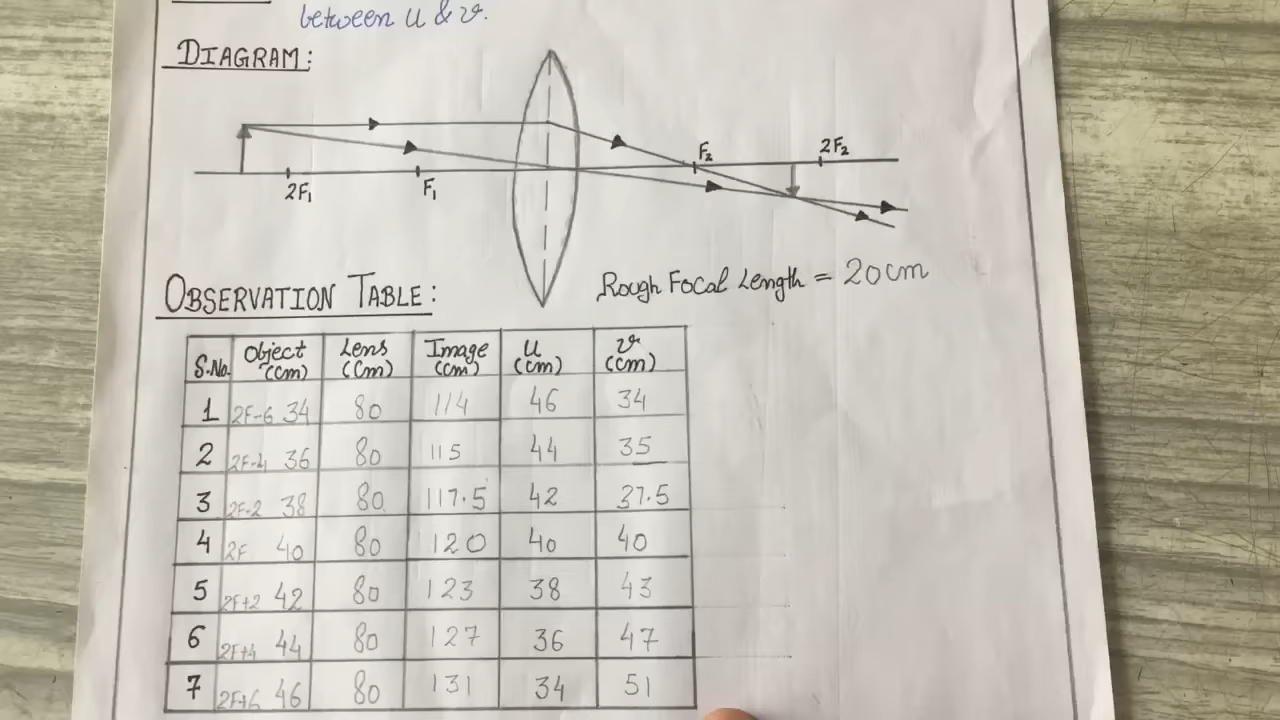 between u & v.
DIAGRAM:
F₂
2F₂
2F₁
F₁
OBSERVATION TABLE:
Rough Focal Length = 20cm
S.No. Object (cm) Lens (cm) Image (cm) u (cm) v (cm)
1 2F-6 34 80 114 46 34
2 2F-4 36 80 115 44 35
3 2F-2 38 80 117.5 42 37.5
4 2F 40 80 120 40 40
5 2F+2 42 80 123 38 43
6 2F+4 44 80 127 36 47
7 2F+6 46 80 131 34 51